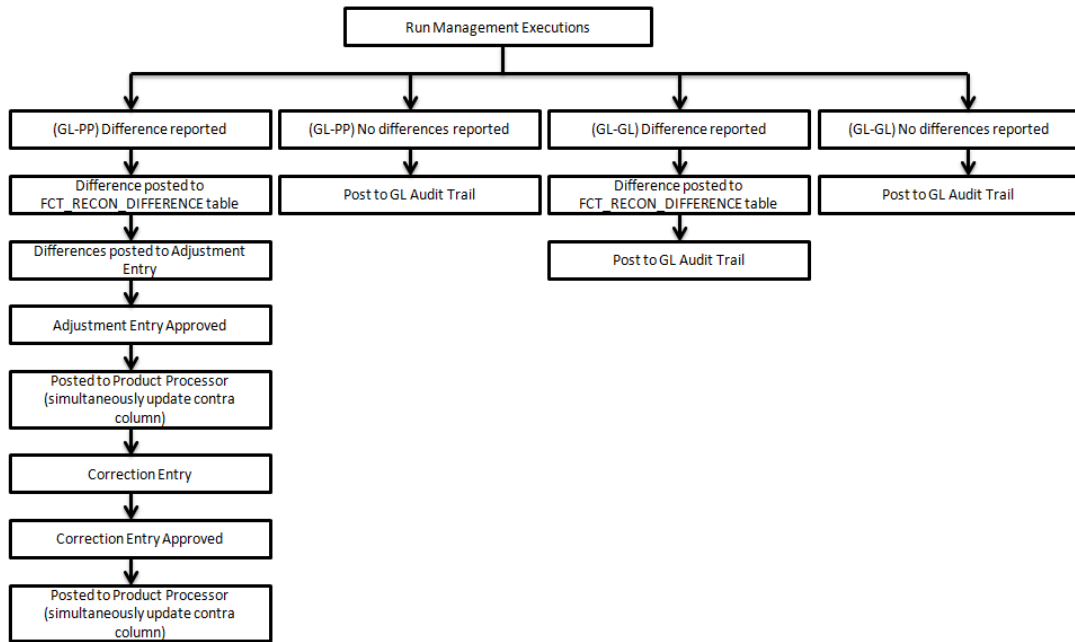 Run Management Executions
(GL-PP) Difference reported
(GL-PP) No differences reported
(GL-GL) Difference reported
(GL-GL) No differences reported
Difference posted to
FCT_RECON_DIFFERENCE table
Post to GL Audit Trail
Difference posted to
FCT_RECON_DIFFERENCE table
Post to GL Audit Trail
Differences posted to Adjustment
Entry
Post to GL Audit Trail
Adjustment Entry Approved
Posted to Product Processor
(simultaneously update contra
column)
Correction Entry
Correction Entry Approved
Posted to Product Processor
(simultaneously update contra
column)